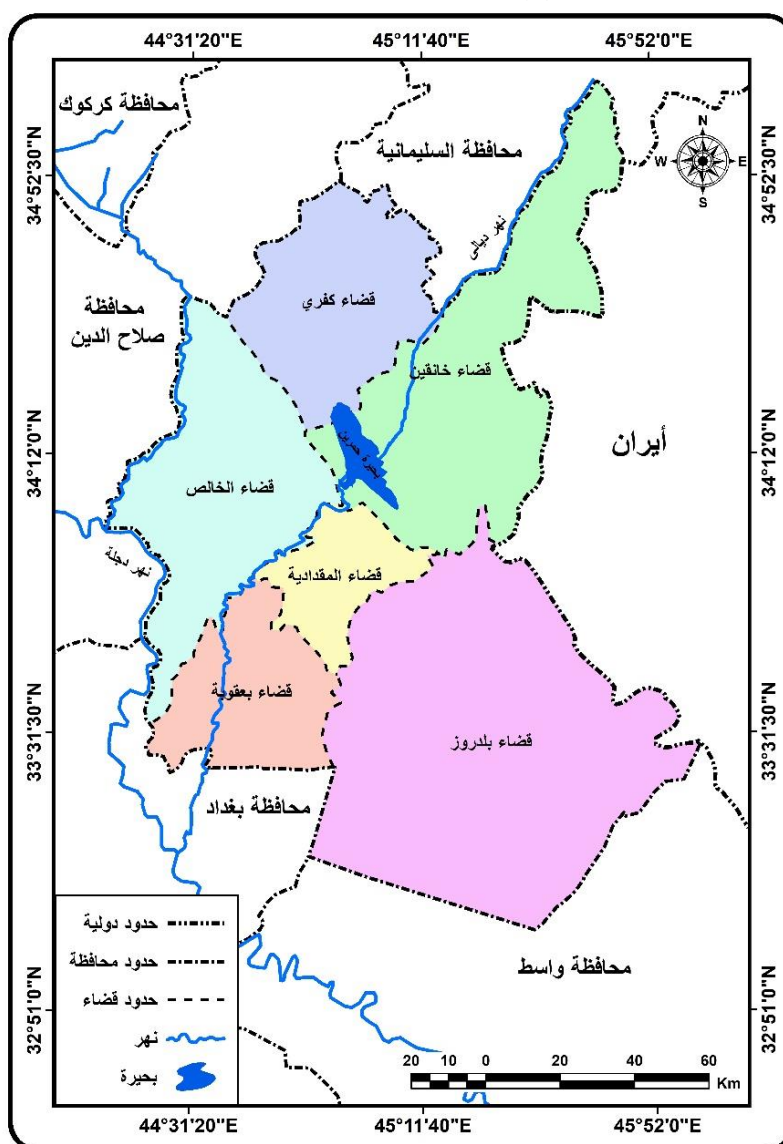 44°31'20"E
45°11'40"E
45°52'0"E
34°52'30"N
34°12'0"N
33°31'30"N
32°51'0"N
34°52'30"N
34°12'0"N
33°31'30"N
32°51'0"N
محافظة كركوك
محافظة السليمانية
N
W E
S
نهر ديالى
محافظة
صلاح الدين
قضاء كفري
قضاء خانقين
أيران
بحيرة حمرين
قضاء الخالص
نهر دجلة
قضاء المقدادية
قضاء بعقوبة
قضاء بلدروز
محافظة بغداد
محافظة واسط
حدود دولية
حدود محافظة
حدود قضاء
نهر
بحيرة
20 10 0 20 40 60
Km
44°31'20"E
45°11'40"E
45°52'0"E